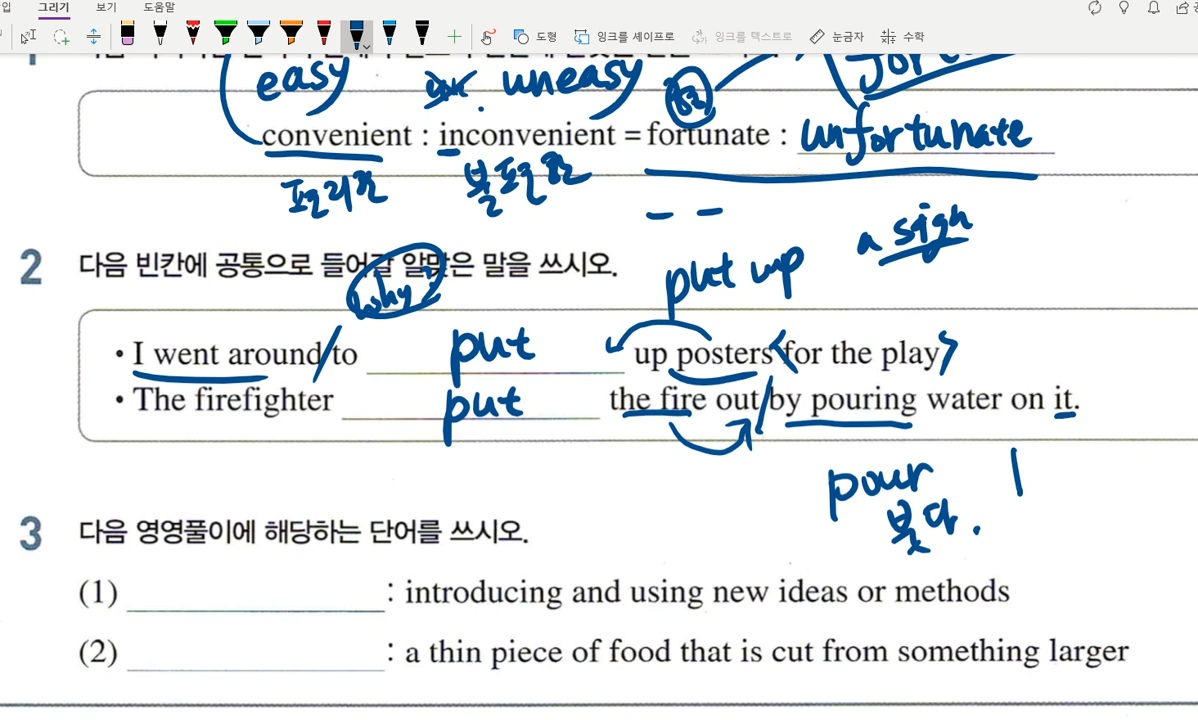 그리기 보기 도움말
도형 잉크를 셰이프로 잉크를 텍스트로 눈금자 수학
easy uneasy
convenient : inconvenient = fortunate : unfortunate
편리한 불편한
a sign
2 다음 빈칸에 공통으로 들어갈 알맞은 말을 쓰시오.
why? put up
• I went around/to put up posters<for the play>
• The firefighter put the fire out/by pouring water on it.
pour
붓다.
3 다음 영영풀이에 해당하는 단어를 쓰시오.
(1) : introducing and using new ideas or methods
(2) : a thin piece of food that is cut from something larger